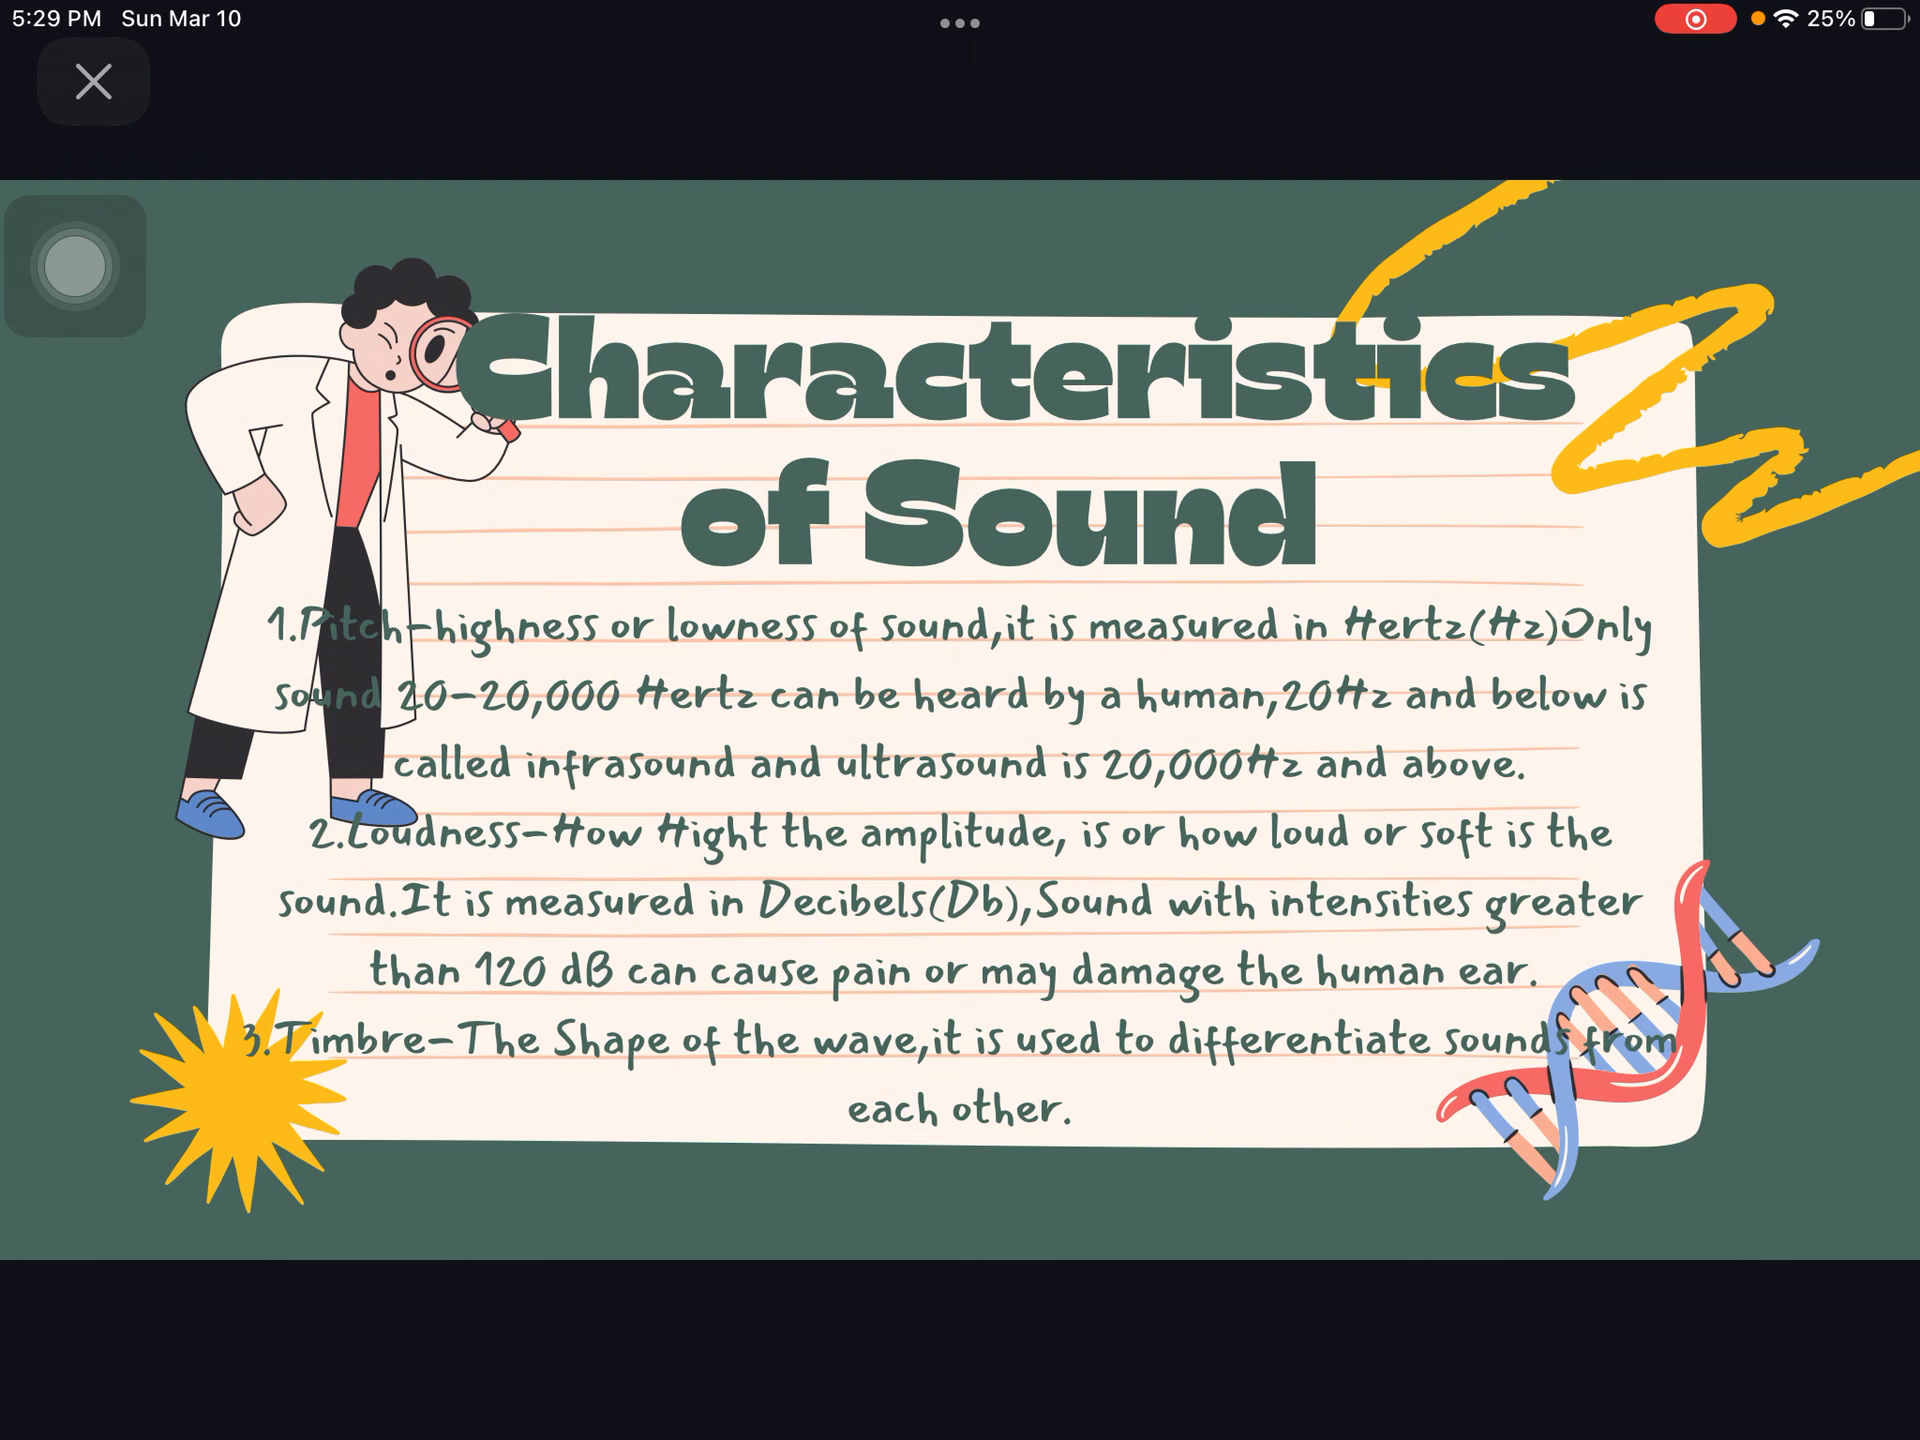 5:29 PM Sun Mar 10
25%
Characteristics
of Sound
1.Pitch-highness or lowness of sound,it is measured in Hertz(Hz)Only
sound 20-20,000 Hertz can be heard by a human,20Hz and below is
called infrasound and ultrasound is 20,000Hz and above.
2.Loudness-How Hight the amplitude, is or how loud or soft is the
sound.It is measured in Decibels(Db),Sound with intensities greater
than 120 dB can cause pain or may damage the human ear.
3.Timbre-The Shape of the wave,it is used to differentiate sounds from
each other.